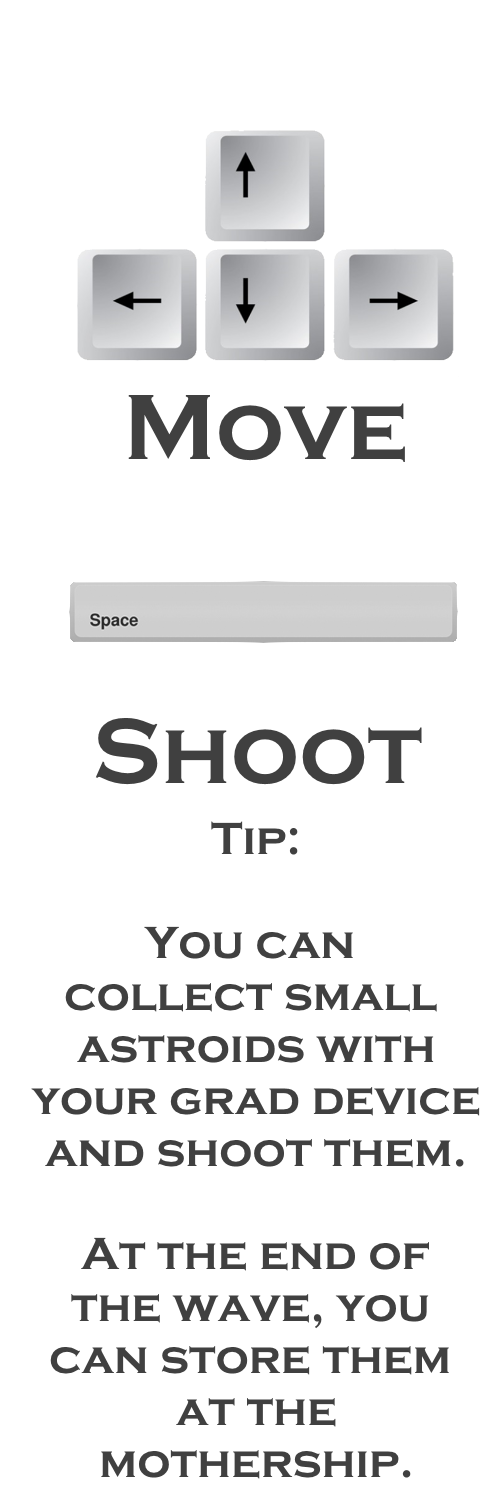 Move
Space
Shoot
Tip:
You can
collect small
astroids with
your grad device
and shoot them.
At the end of
the wave, you
can store them
at the
mothership.